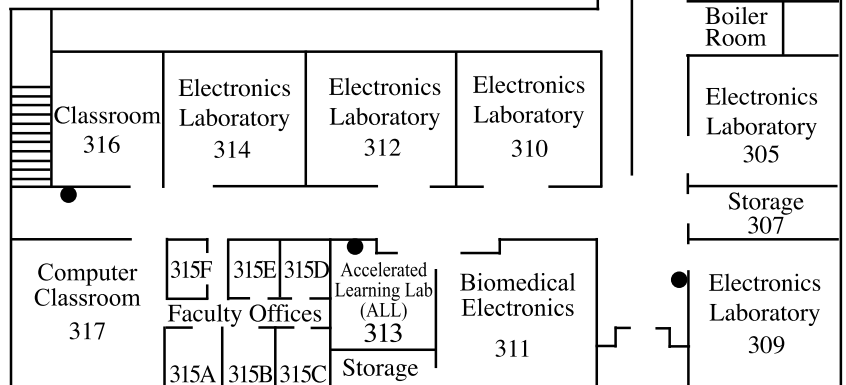 Boiler
Room
Classroom
316
Electronics
Laboratory
314
Electronics
Laboratory
312
Electronics
Laboratory
310
Electronics
Laboratory
305
Storage
307
Computer
Classroom
317
315F
315E
315D
Faculty Offices
315A
315B
315C
Accelerated
Learning Lab
(ALL)
313
Storage
Biomedical
Electronics
311
Electronics
Laboratory
309